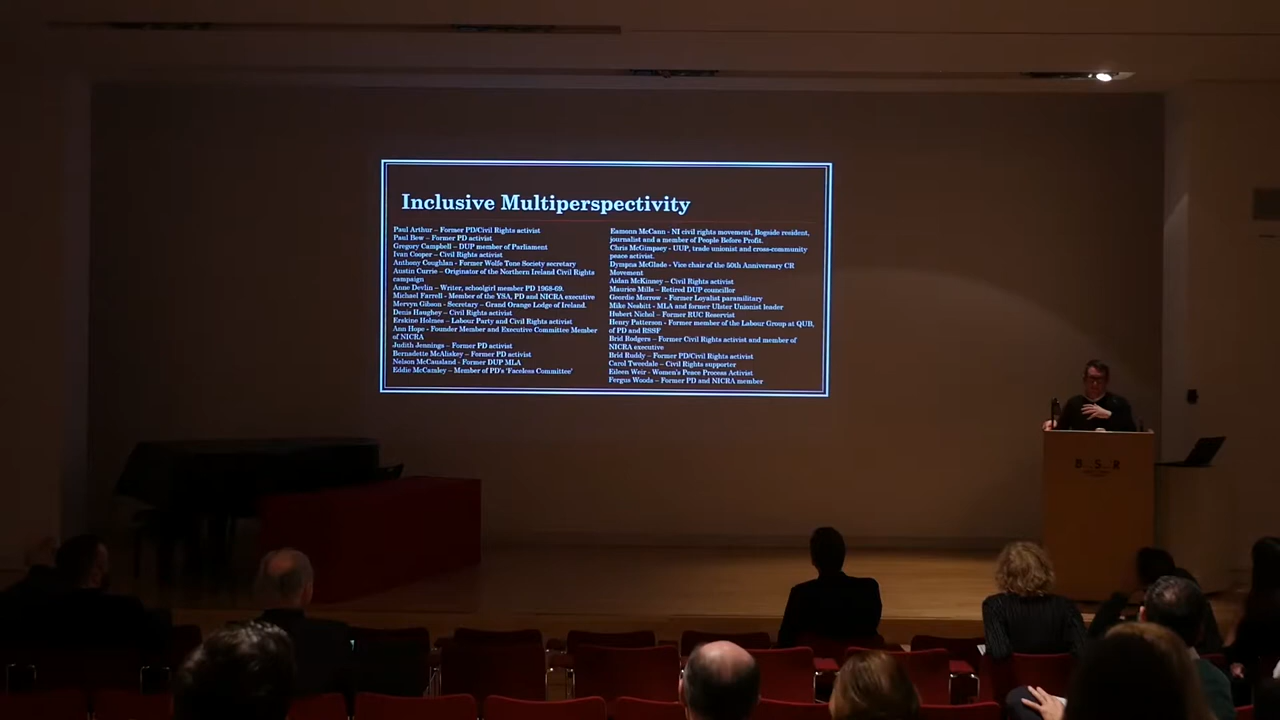 Inclusive Multiperspectivity
Paul Arthur – Former PD/Civil Rights activist
Paul Bew – Former PD activist
Gregory Campbell – DUP member of Parliament
Ivan Cooper – Civil Rights activist
Anthony Coughlan - Former Wolfe Tone Society secretary
Austin Currie – Originator of the Northern Ireland Civil Rights
campaign
Anne Devlin – Writer, schoolgirl member PD 1968-69.
Michael Farrell - Member of the YSA, PD and NICRA executive
Mervyn Gibson - Secretary – Grand Orange Lodge of Ireland.
Denis Haughey – Civil Rights activist
Erskine Holmes – Labour Party and Civil Rights activist
Ann Hope - Founder Member and Executive Committee Member
of NICRA
Judith Jennings – Former PD activist
Bernadette McAliskey – Former PD activist
Nelson McCausland - Former DUP MLA
Eddie McCamley – Member of PD's 'Faceless Committee'
Eamonn McCann - NI civil rights movement, Bogside resident,
journalist and a member of People Before Profit.
Chris McGimpsey - UUP, trade unionist and cross-community
peace activist.
Dympna McGlade - Vice chair of the 50th Anniversary CR
Movement
Aidan McKinney – Civil Rights activist
Maurice Mills – Retired DUP councillor
Geordie Morrow - Former Loyalist paramilitary
Mike Nesbitt - MLA and former Ulster Unionist leader
Hubert Nichol – Former RUC Reservist
Henry Patterson - Former member of the Labour Group at QUB,
of PD and RSSF
Brid Rodgers – Former Civil Rights activist and member of
NICRA executive
Brid Ruddy – Former PD/Civil Rights activist
Carol Tweedale – Civil Rights supporter
Eileen Weir - Women's Peace Process Activist
Fergus Woods – Former PD and NICRA member
B S R